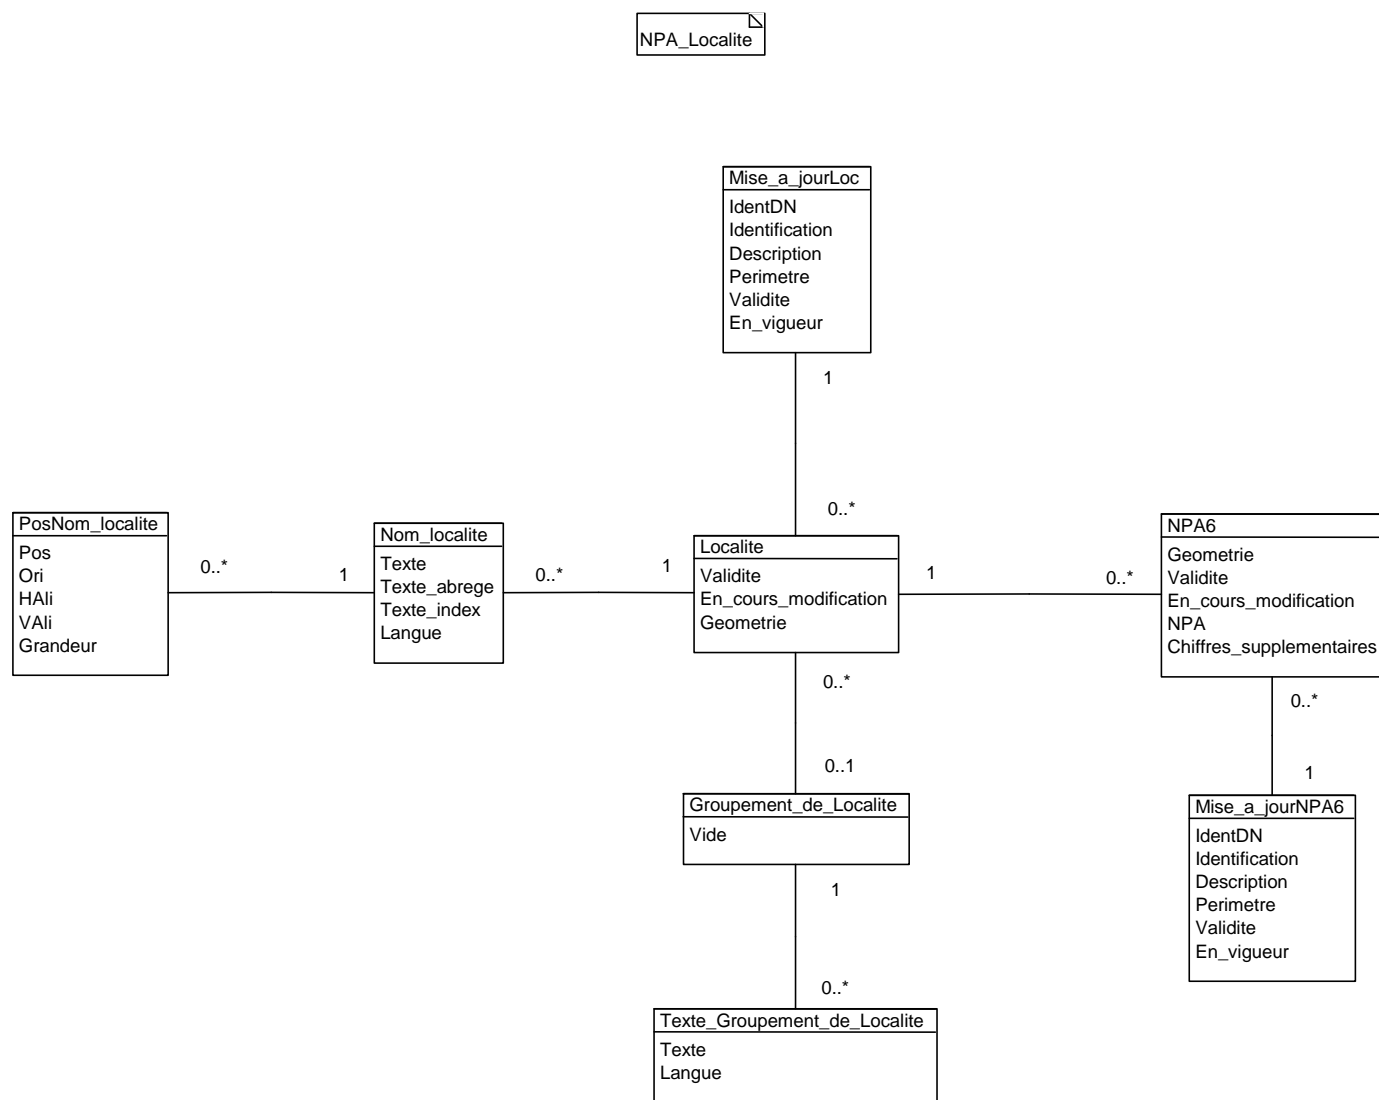 NPA_Localite
Mise_a_jourLoc
IdentDN
Identification
Description
Perimetre
Validite
En_vigueur
1
0..*
PosNom_localite
Pos
Ori
HAli
VAli
Grandeur
0..*
1
Nom_localite
Texte
Texte_abrege
Texte_index
Langue
0..*
1
Localite
Validite
En_cours_modification
Geometrie
1
0..*
NPA6
Geometrie
Validite
En_cours_modification
NPA
Chiffres_supplementaires
0..*
0..1
0..*
1
Groupement_de_Localite
Vide
1
0..*
Mise_a_jourNPA6
IdentDN
Identification
Description
Perimetre
Validite
En_vigueur
Texte_Groupement_de_Localite
Texte
Langue